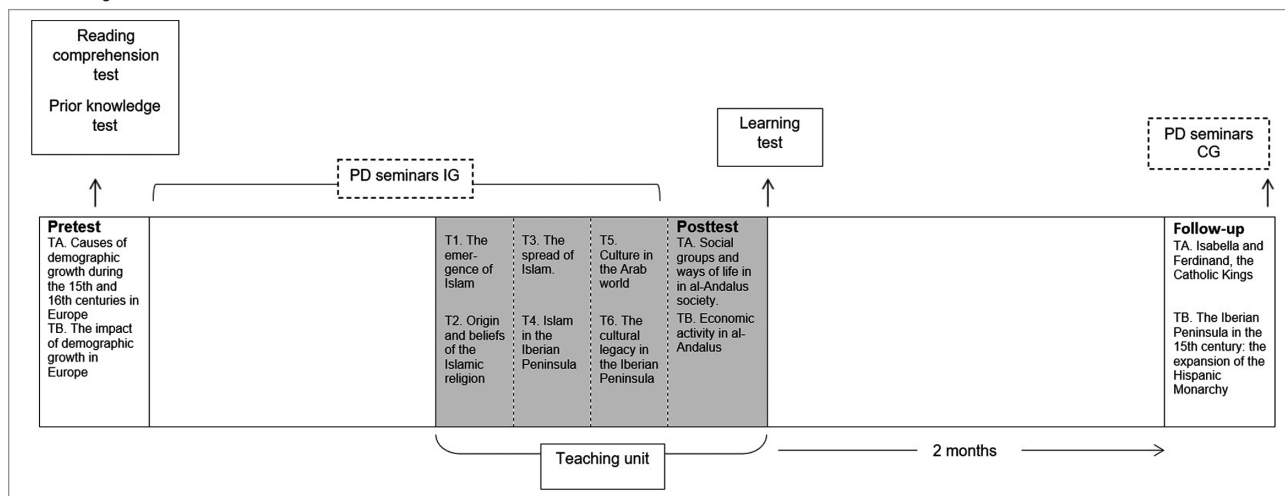 Reading
comprehension
test
Prior knowledge
test
PD seminars IG
Learning
test
PD seminars
CG
Pretest
TA. Causes of
demographic
growth during
the 15th and
16th centuries in
Europe
TB. The impact
of demographic
growth in
Europe
T1. The
emer-
gence of
Islam
T2. Origin
and beliefs
of the
Islamic
religion
T3. The
spread of
Islam.
T4. Islam
in the
Iberian
Peninsula
T5.
Culture in
the Arab
world
T6. The
cultural
legacy in
the Iberian
Peninsula
Posttest
TA. Social
groups and
ways of life in
in al-Andalus
society.
TB. Economic
activity in al-
Andalus
Follow-up
TA. Isabella and
Ferdinand, the
Catholic Kings
TB. The Iberian
Peninsula in the
15th century: the
expansion of the
Hispanic
Monarchy
Teaching unit
2 months